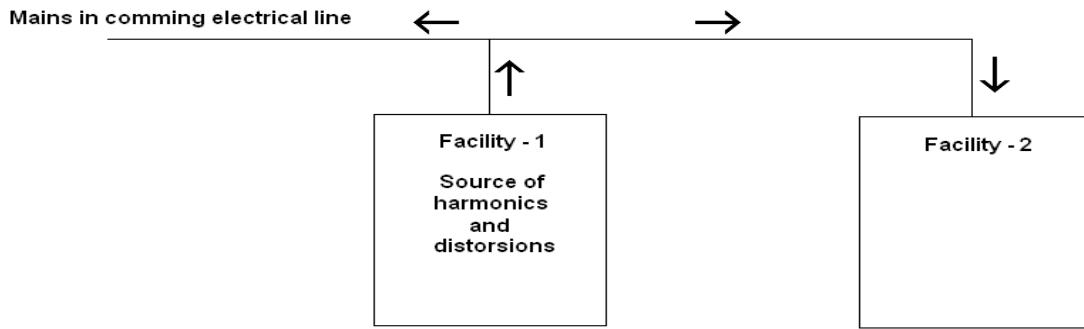 Mains in comming electrical line
Facility - 1
Source of
harmonics
and
distorsions
Facility - 2